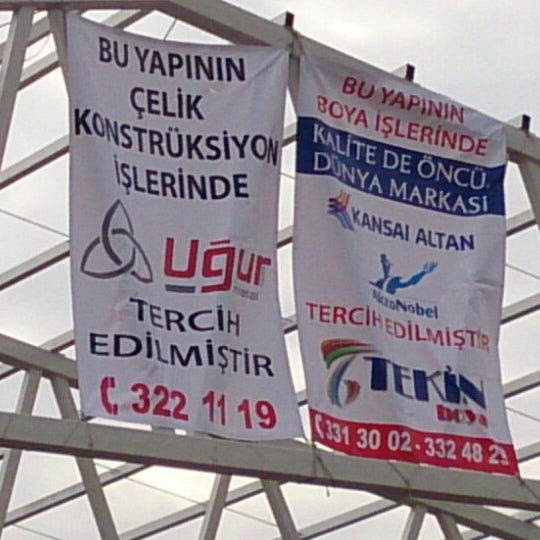 BU YAPININ
ÇELİK
KONSTRÜKSİYON
İŞLERİNDE
uğur
metal
TERCİH
EDİLMİŞTİR
322 11 19
BU YAPININ
BOYA İŞLERİNDE
KALİTE DE ÖNCÜ
DÜNYA MARKASI
KANSAI ALTAN
AkzoNobel
TERCİH EDİLMİŞTİR
TEKİN
BOYA
331 30 02 - 332 48